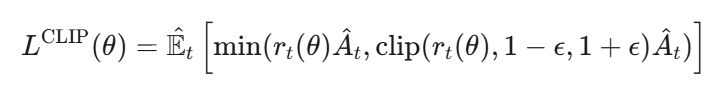 L^CLIP(θ) = Ê_t [min(r_t(θ)Â_t, clip(r_t(θ), 1 − ϵ, 1 + ϵ)Â_t)]